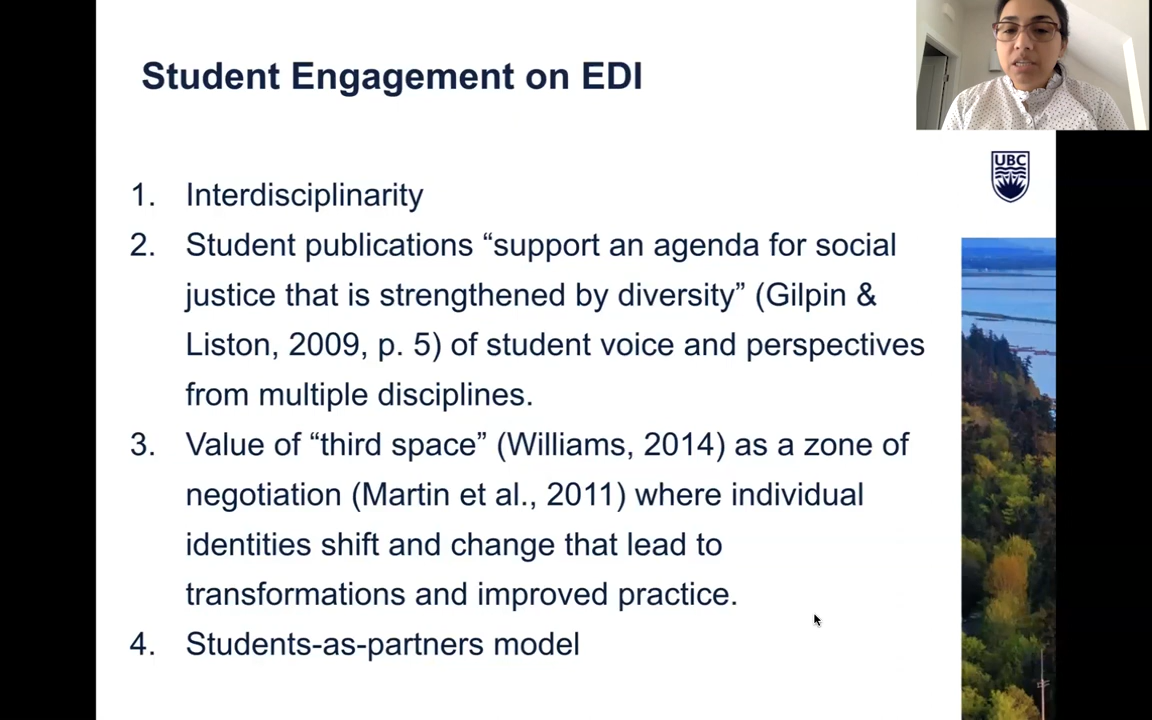 Student Engagement on EDI
UBC
1. Interdisciplinarity
2. Student publications “support an agenda for social
justice that is strengthened by diversity” (Gilpin &
Liston, 2009, p. 5) of student voice and perspectives
from multiple disciplines.
3. Value of “third space” (Williams, 2014) as a zone of
negotiation (Martin et al., 2011) where individual
identities shift and change that lead to
transformations and improved practice.
4. Students-as-partners model